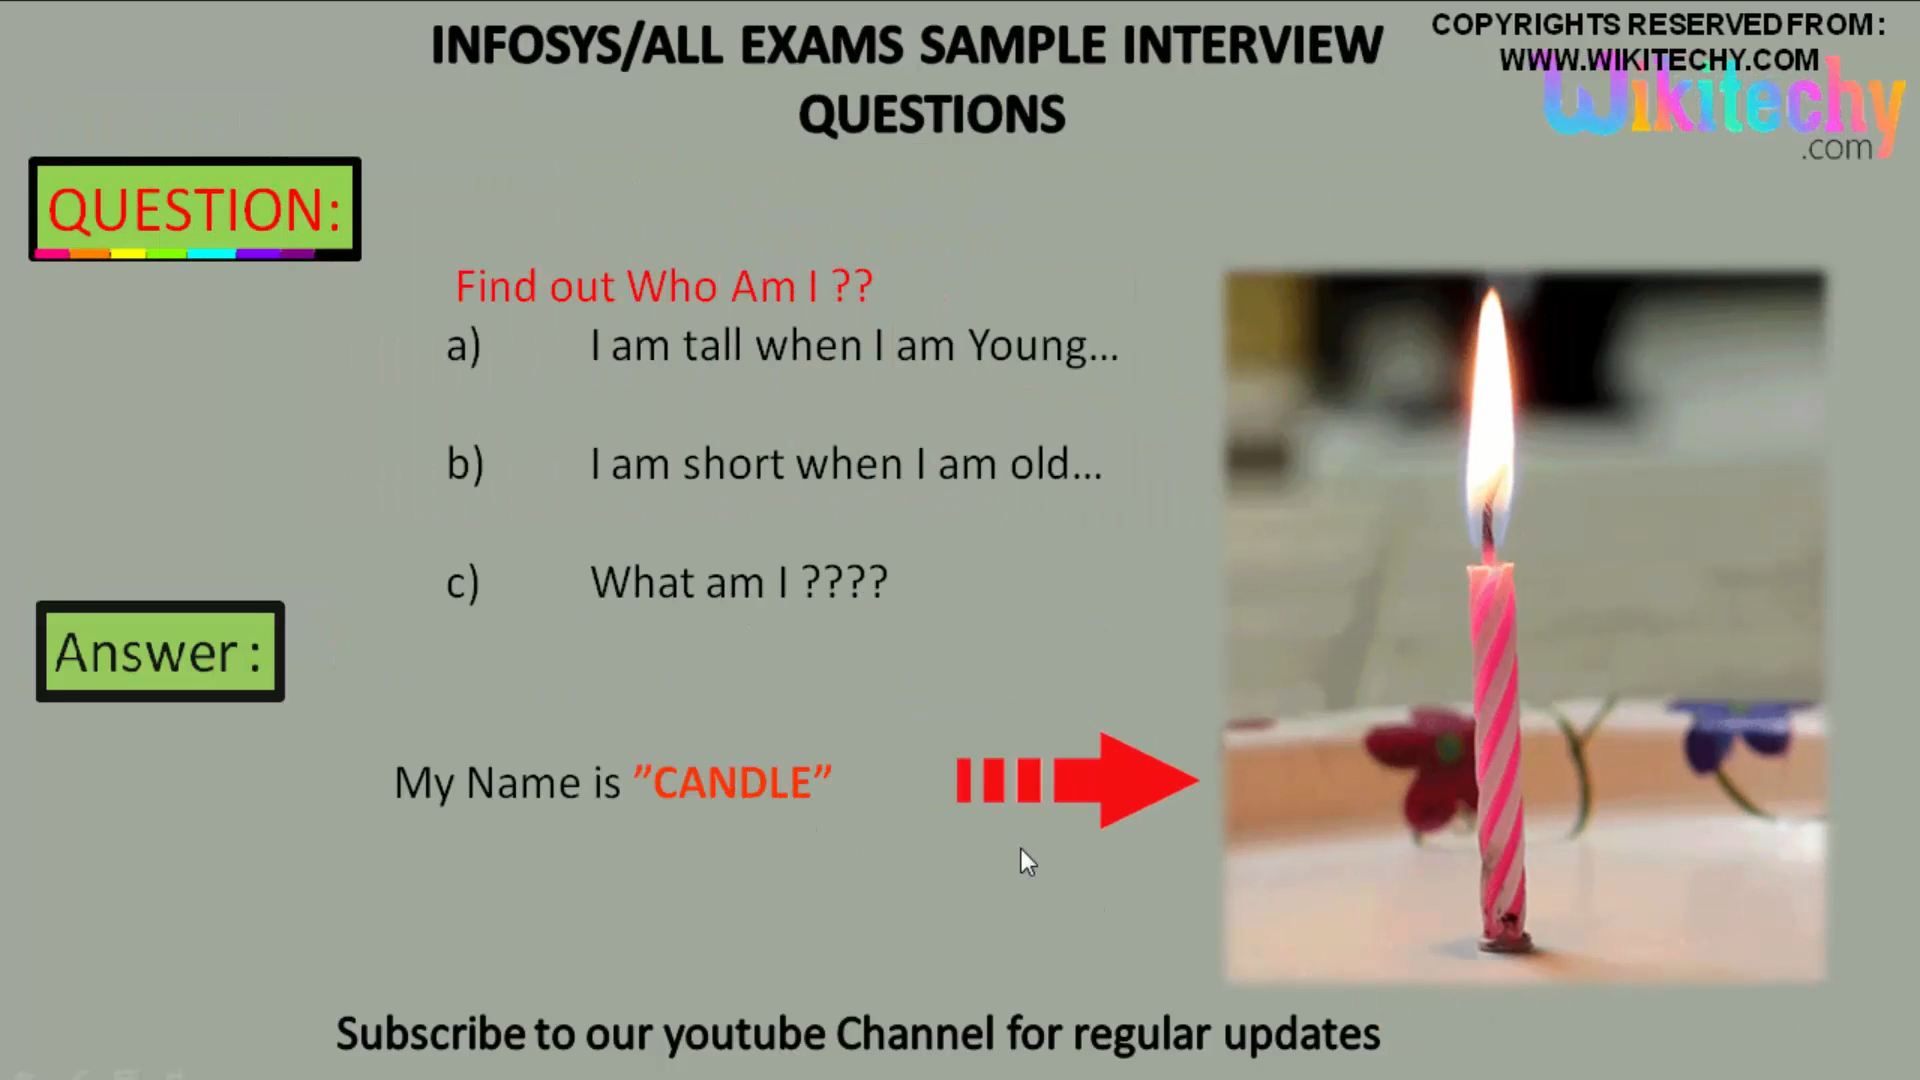 INFOSYS/ALL EXAMS SAMPLE INTERVIEW
QUESTIONS
COPYRIGHTS RESERVED FROM:
WWW.WIKITECHY.COM
Wikitechy
.com
QUESTION:
Find out Who Am I ??
a) I am tall when I am Young...
b) I am short when I am old...
c) What am I ????
Answer :
My Name is ”CANDLE”
Subscribe to our youtube Channel for regular updates